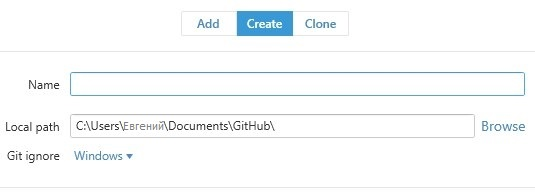 Add Create Clone
Name
Local path C:\Users\Евгений\Documents\GitHub\ Browse
Git ignore Windows